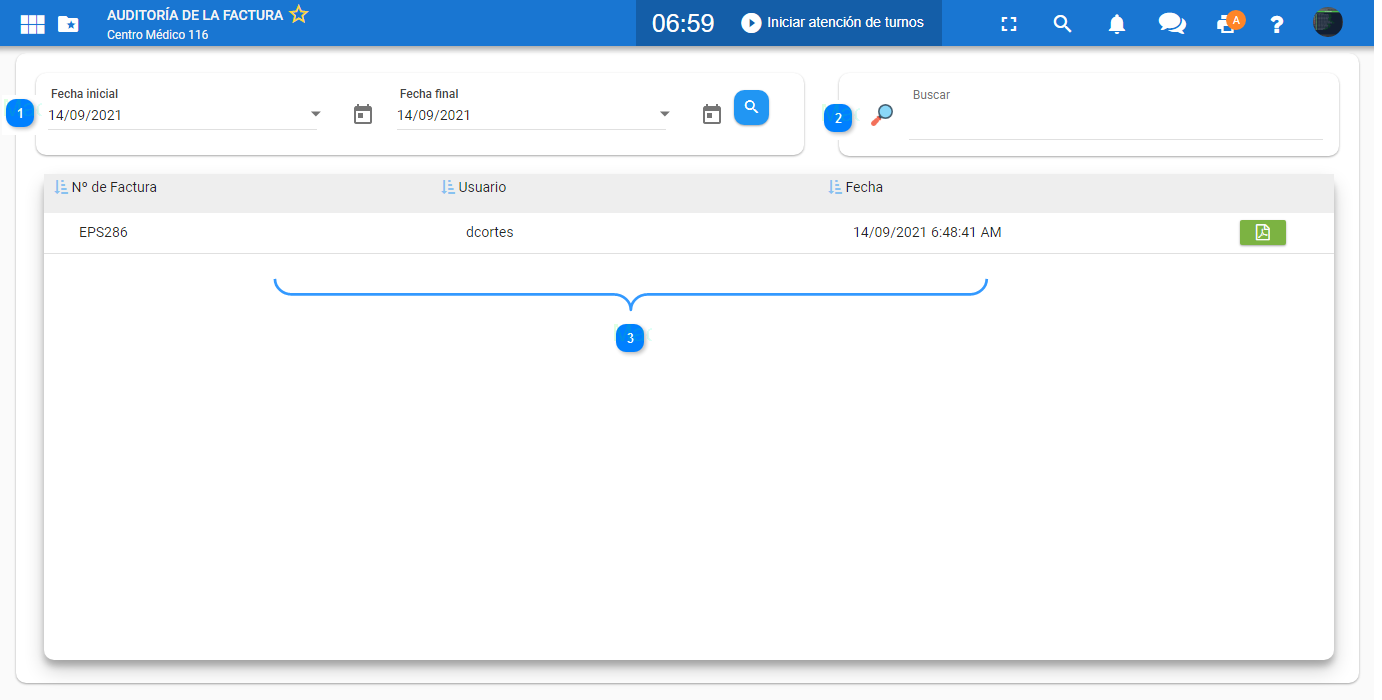 AUDITORÍA DE LA FACTURA
Centro Médico 116
06:59 Iniciar atención de turnos
A
?
1
Fecha inicial
14/09/2021
Fecha final
14/09/2021
2
Buscar
Nº de Factura Usuario Fecha
EPS286 dcortes 14/09/2021 6:48:41 AM
3